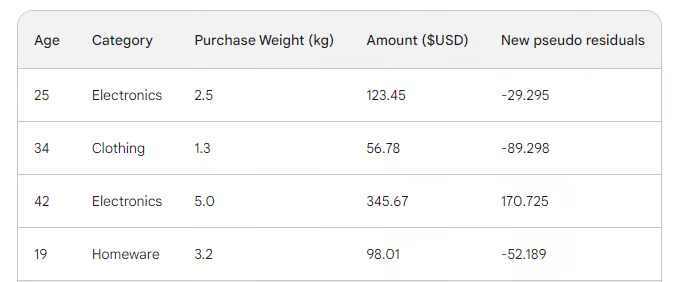 Age Category Purchase Weight (kg) Amount ($USD) New pseudo residuals
25 Electronics 2.5 123.45 -29.295
34 Clothing 1.3 56.78 -89.298
42 Electronics 5.0 345.67 170.725
19 Homeware 3.2 98.01 -52.189